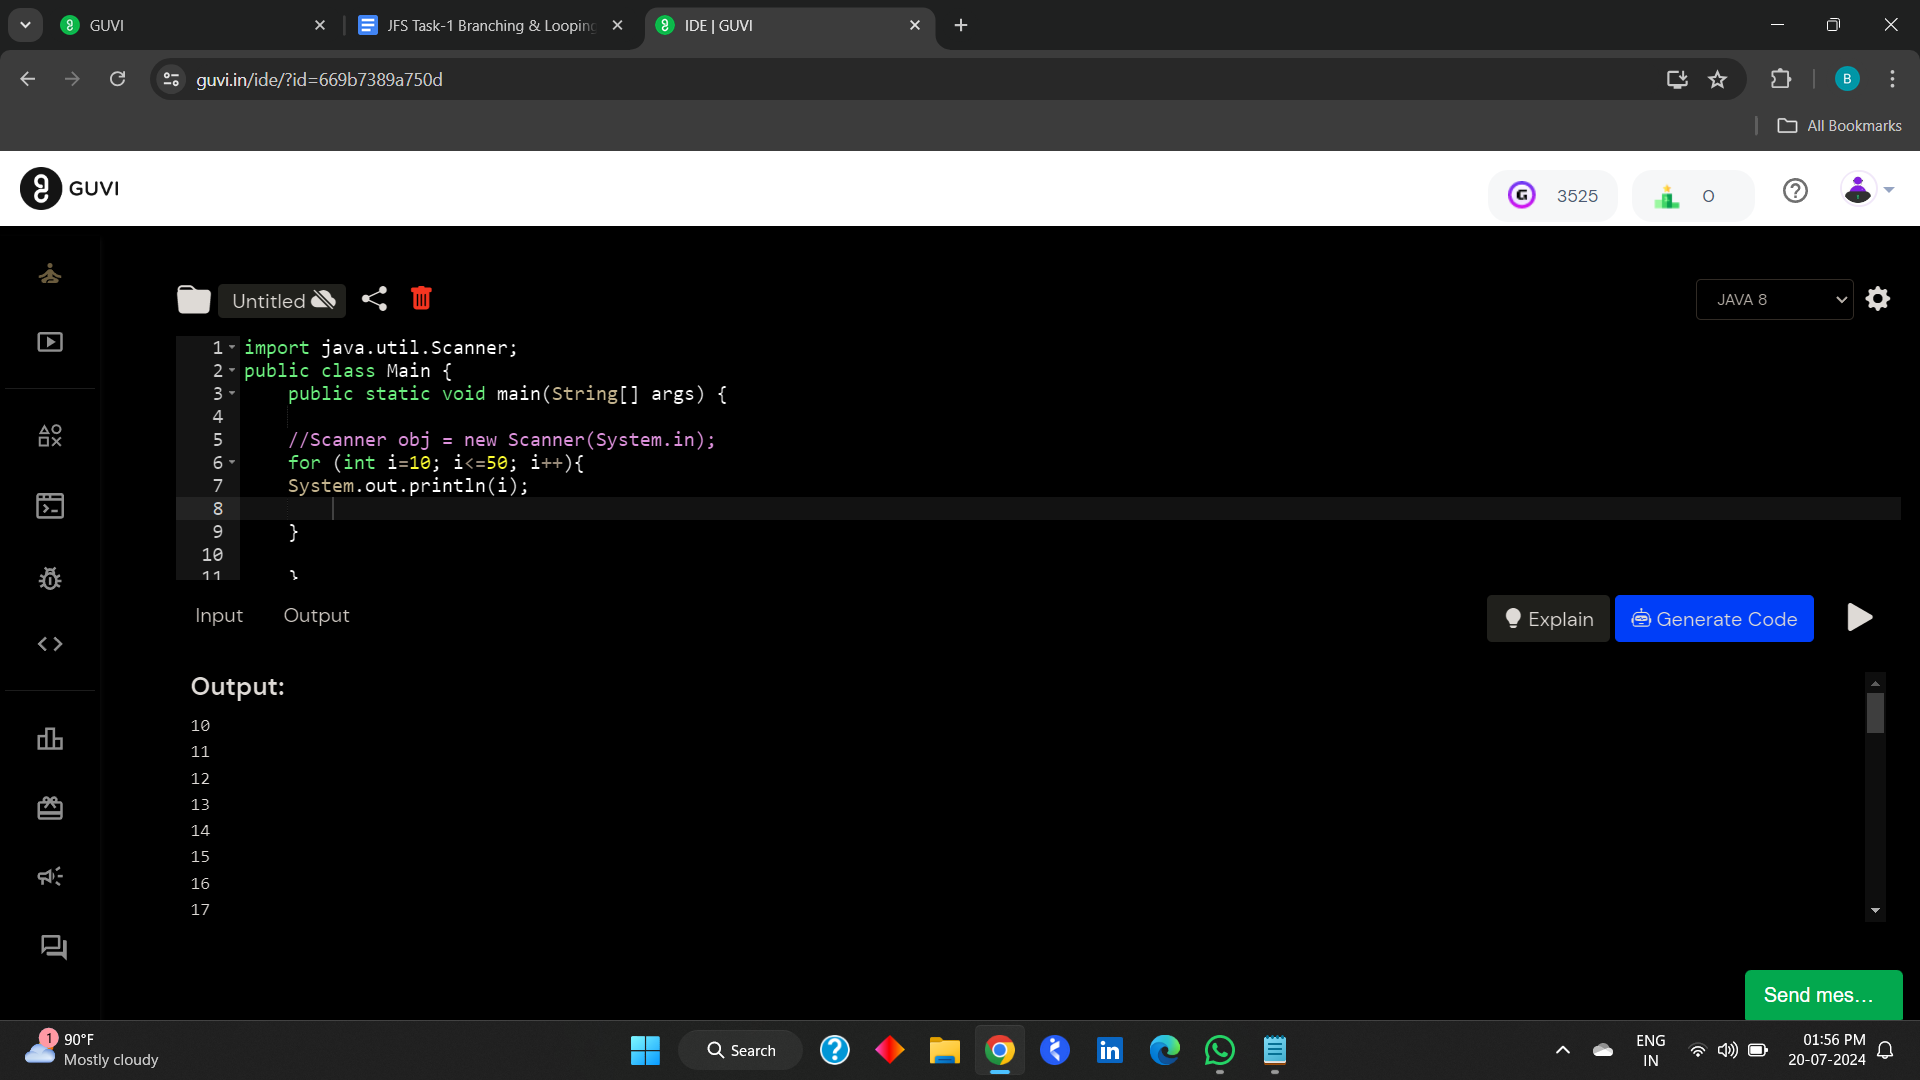 GUVI
JFS Task-1 Branching & Looping
IDE | GUVI
guvi.in/ide/?id=669b7389a750d
B
All Bookmarks
GUVI
G
3525
0
Untitled
JAVA 8
1 import java.util.Scanner;
2 public class Main {
3 public static void main(String[] args) {
4
5 //Scanner obj = new Scanner(System.in);
6 for (int i=10; i<=50; i++){
7 System.out.println(i);
8
9 }
10
11 }
Input
Output
Explain
Generate Code
Output:
10
11
12
13
14
15
16
17
Send mes...
1
90°F
Mostly cloudy
Search
in
ENG
IN
01:56 PM
20-07-2024